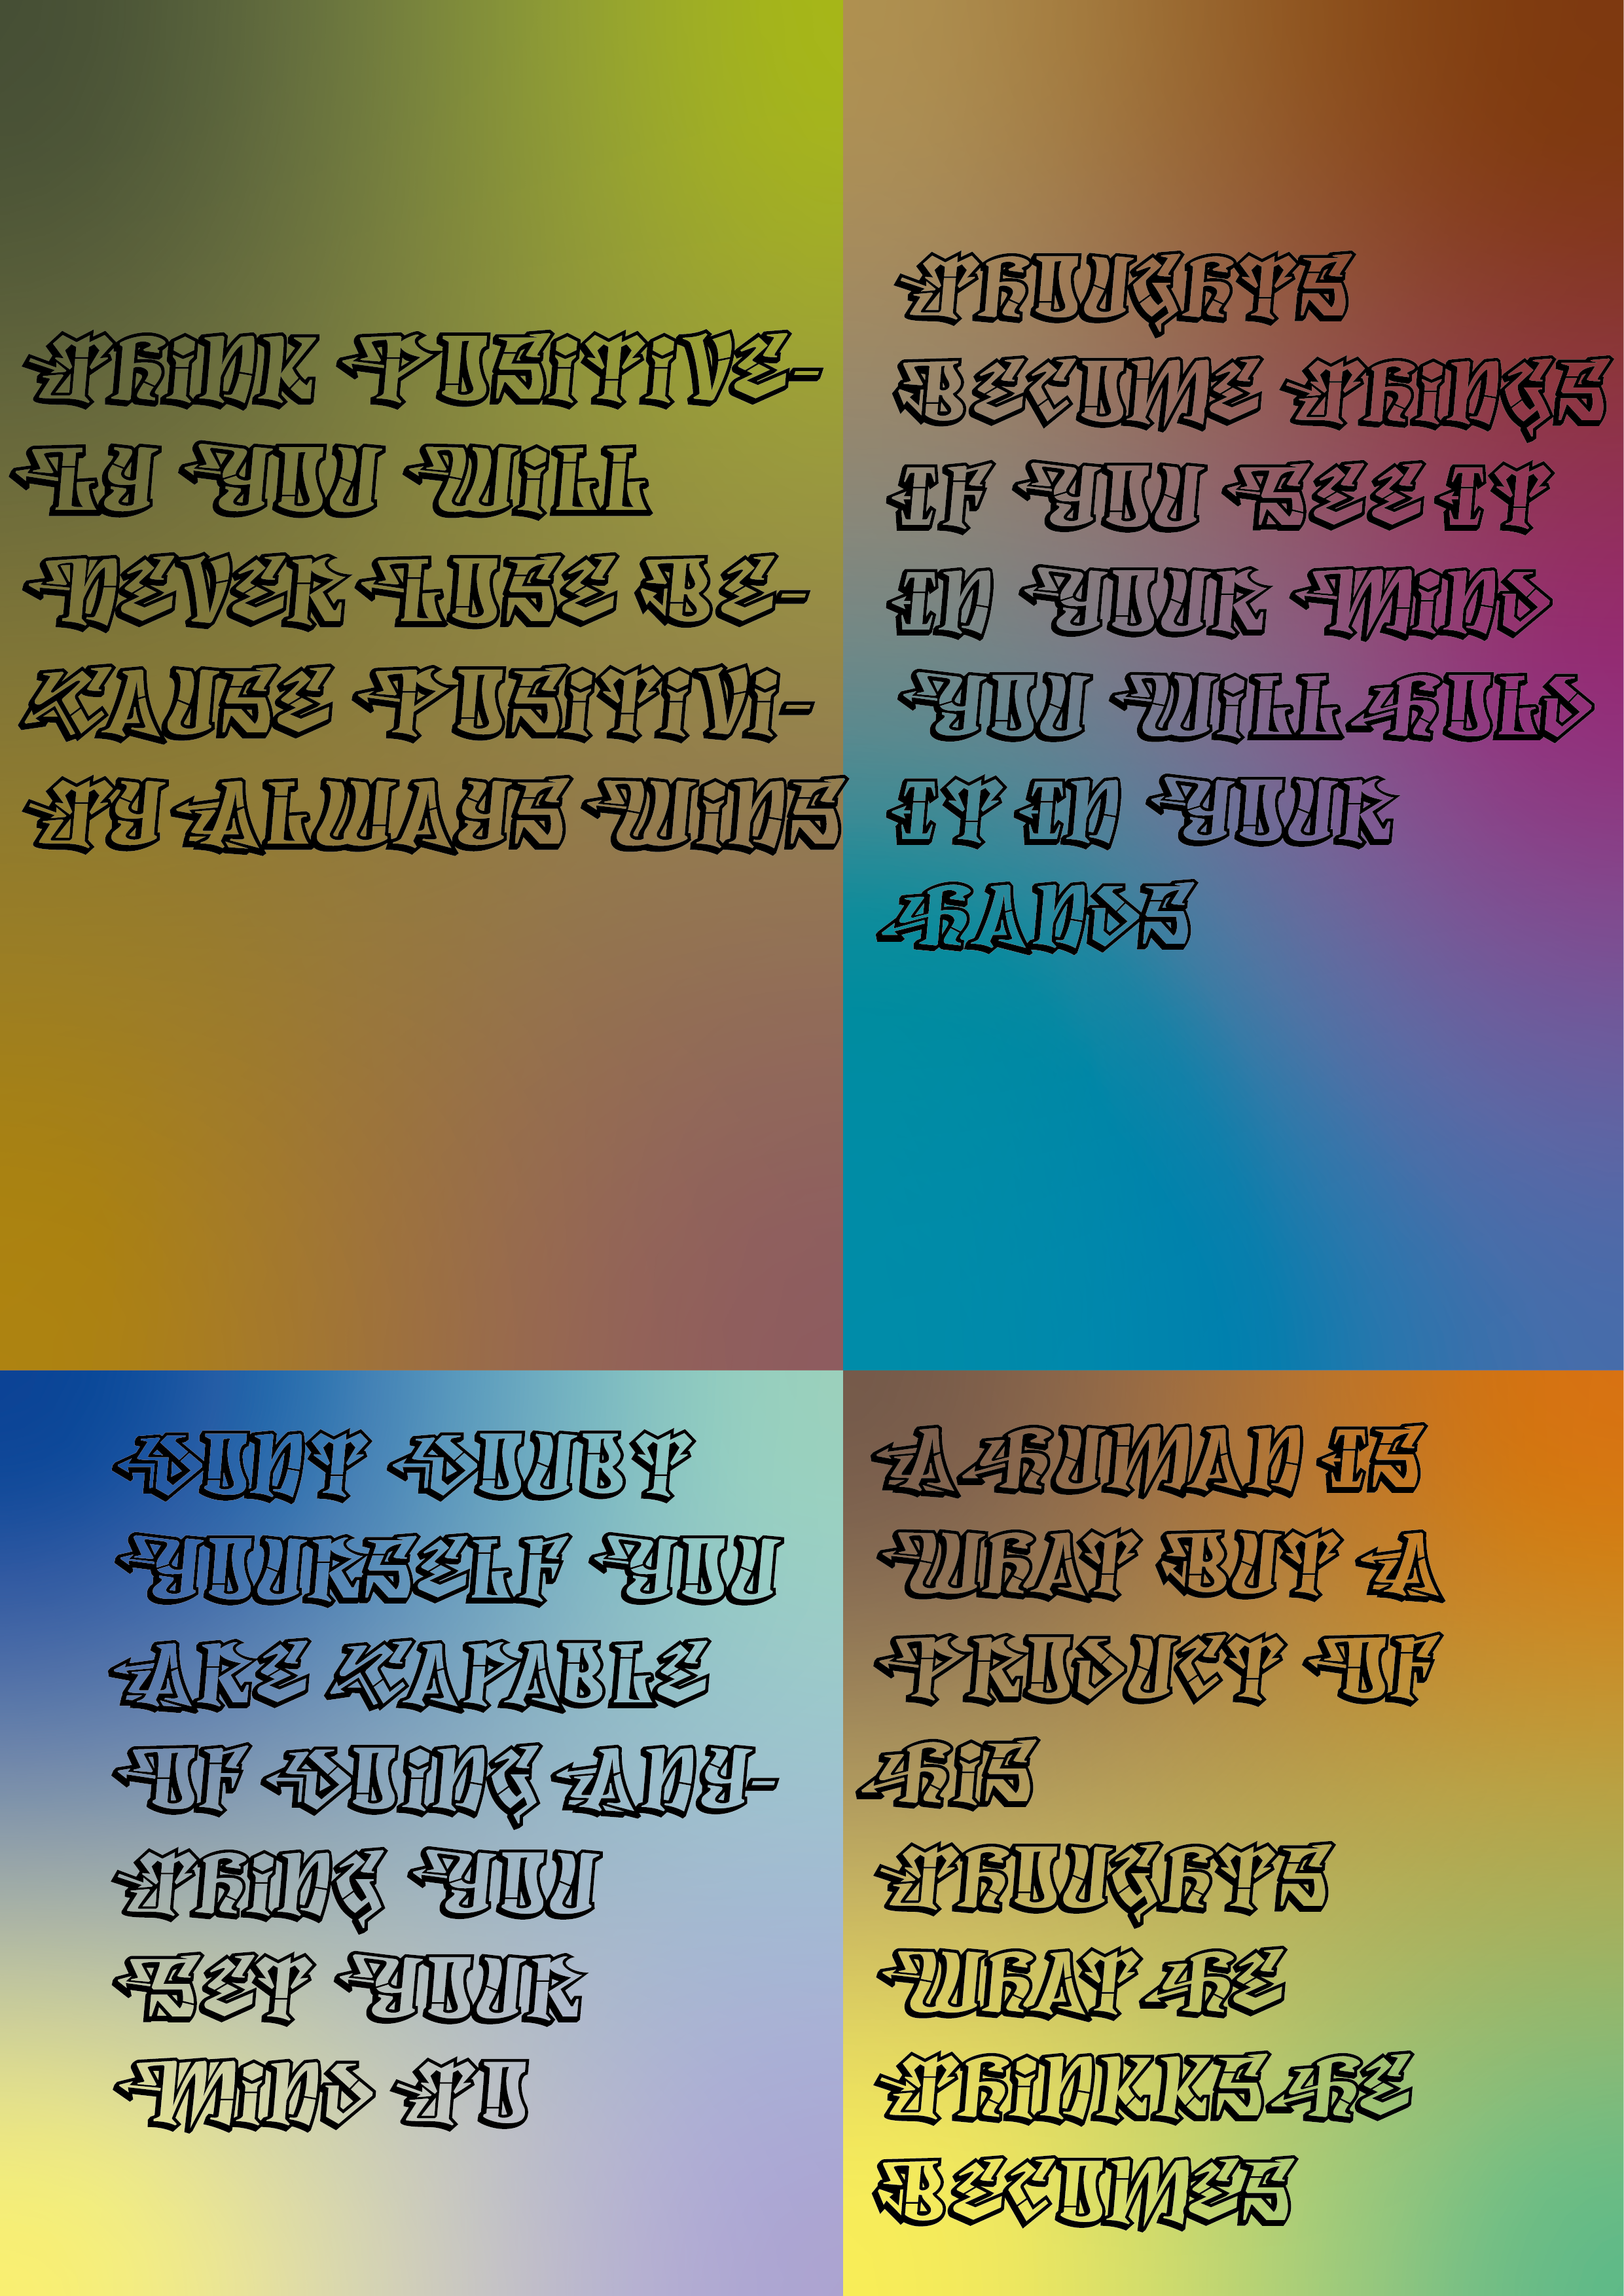 THiNK POSiTiVE-
LY YOU WiLL
NEVER LOSE BE-
KAUSE POSiTiVi-
TY ALWAYS WiNS
THOUGHTS
BECOME THiNGS
IF YOU SEE IT
IN YOUR MiND
YOU WiLL HOLD
IT IN YOUR
HANDS
DONT DOUBT
YOURSELF YOU
ARE KAPABLE
OF DOiNG ANY-
THiNG YOU
SET YOUR
MiND TO
A HUMAN IS
WHAT BUT A
PRODUCT OF
HiS
THOUGHTS
WHAT HE
THiNKKS HE
BECOMES